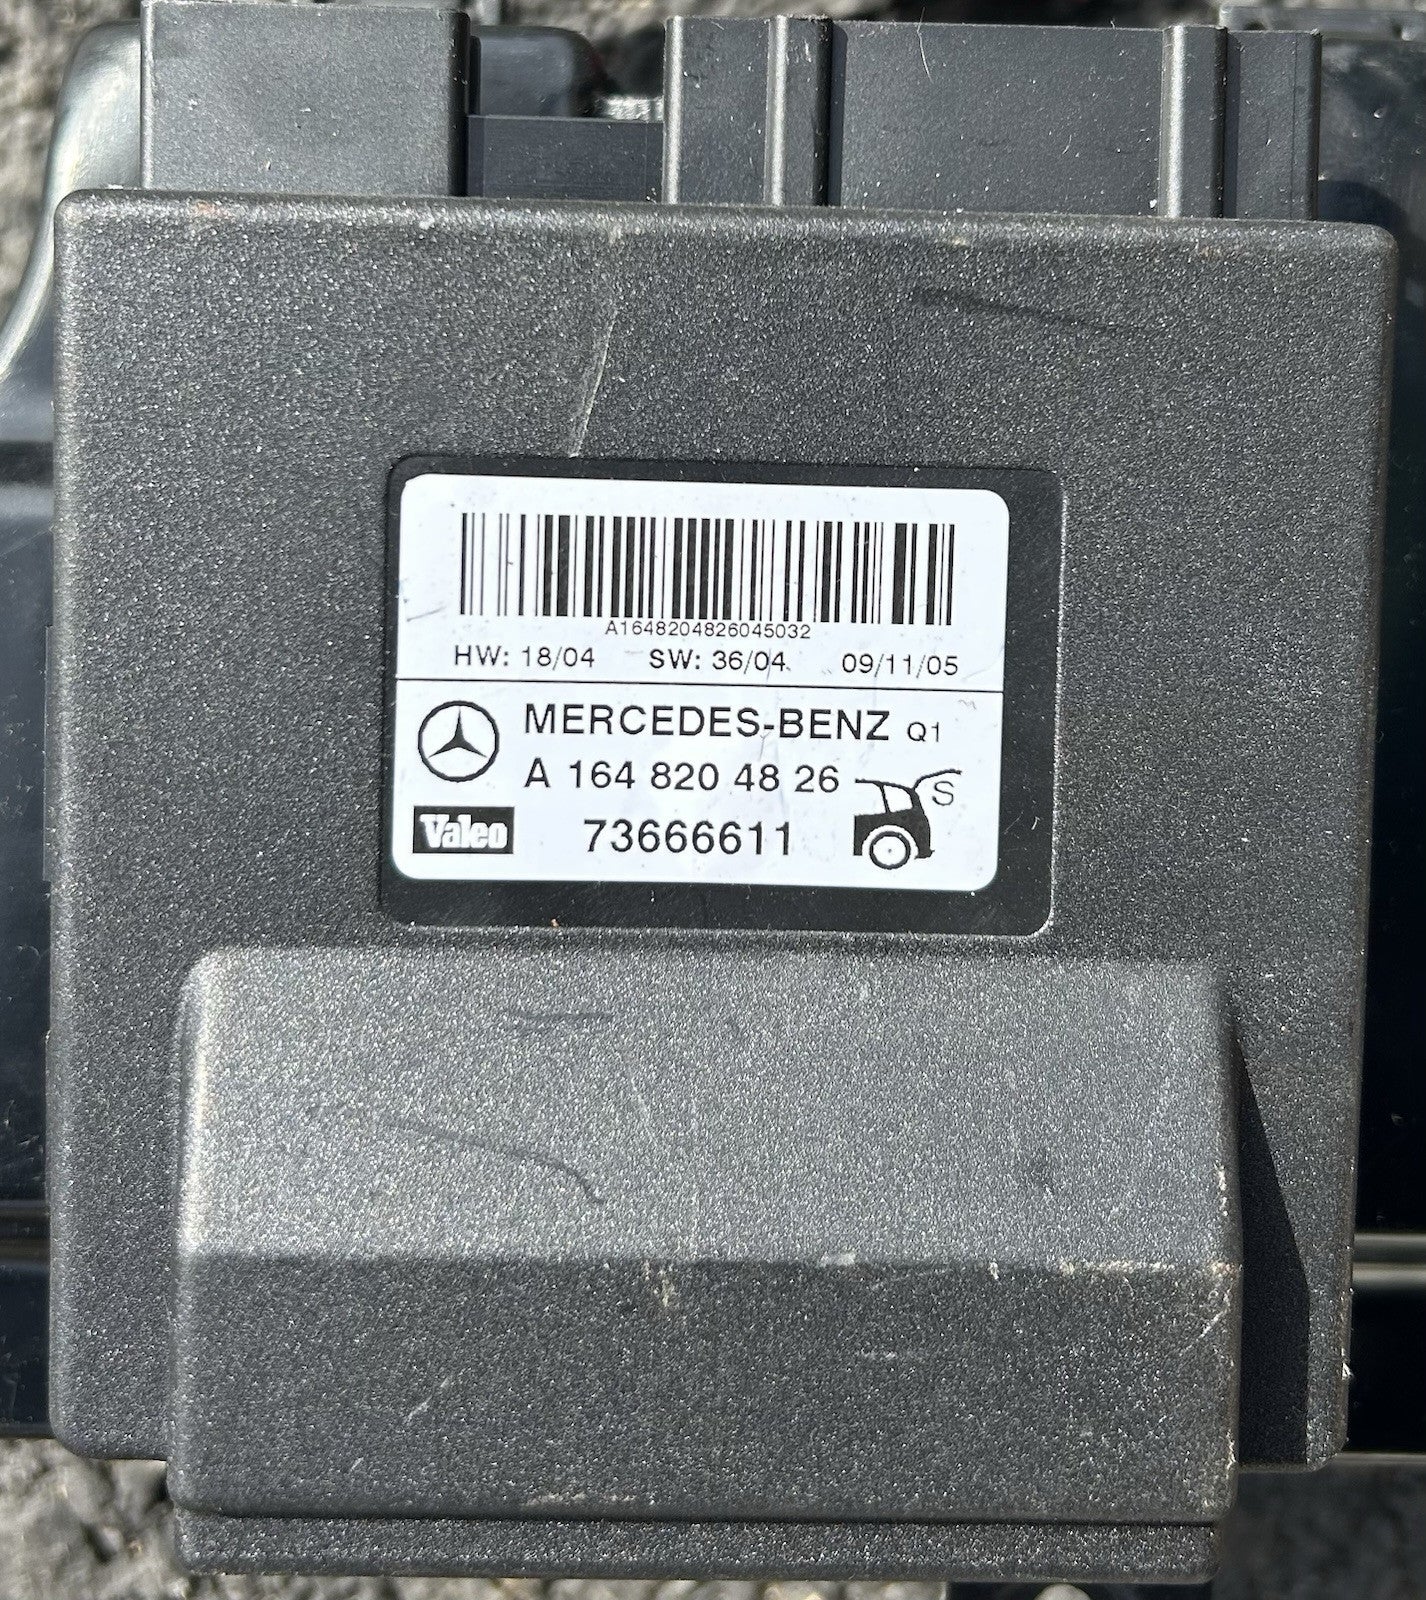 A1648204826045032
HW: 18/04 SW: 36/04 09/11/05
MERCEDES-BENZ Q1
A 164 820 48 26
S
Valeo 73666611